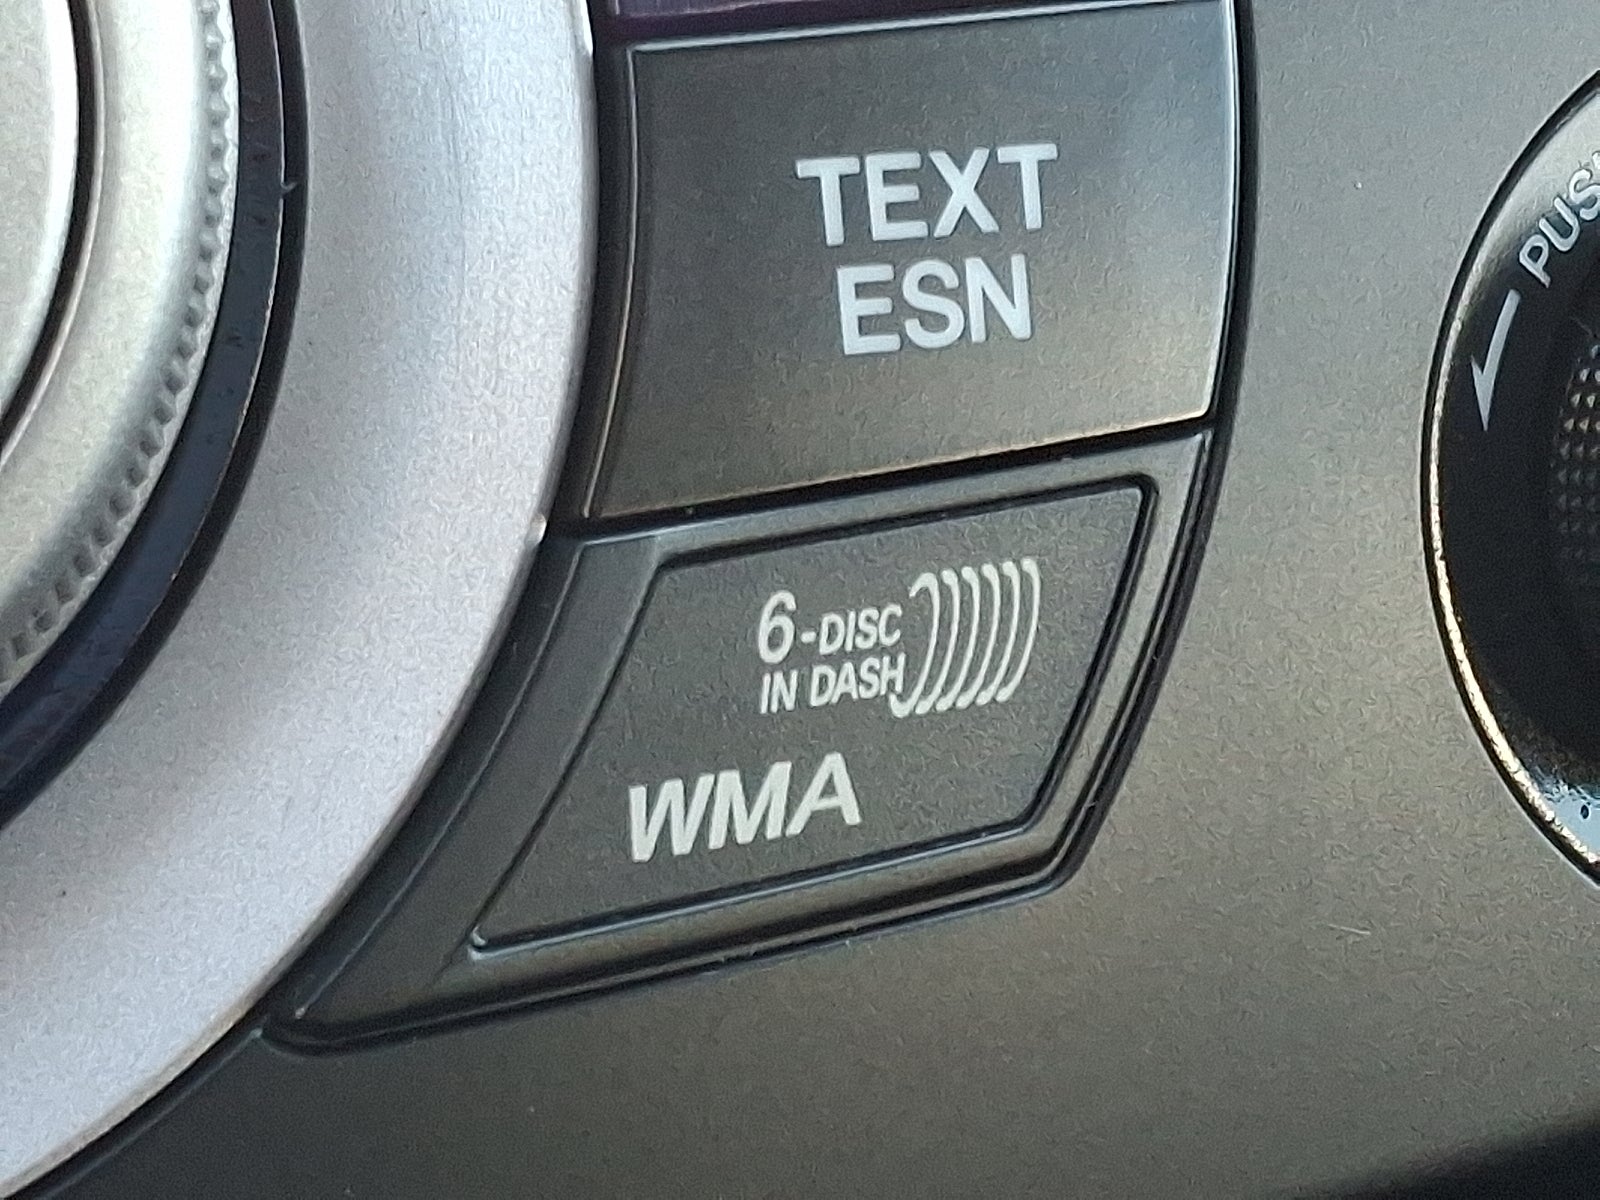 TEXT
ESN
6-DISC
IN DASH
WMA